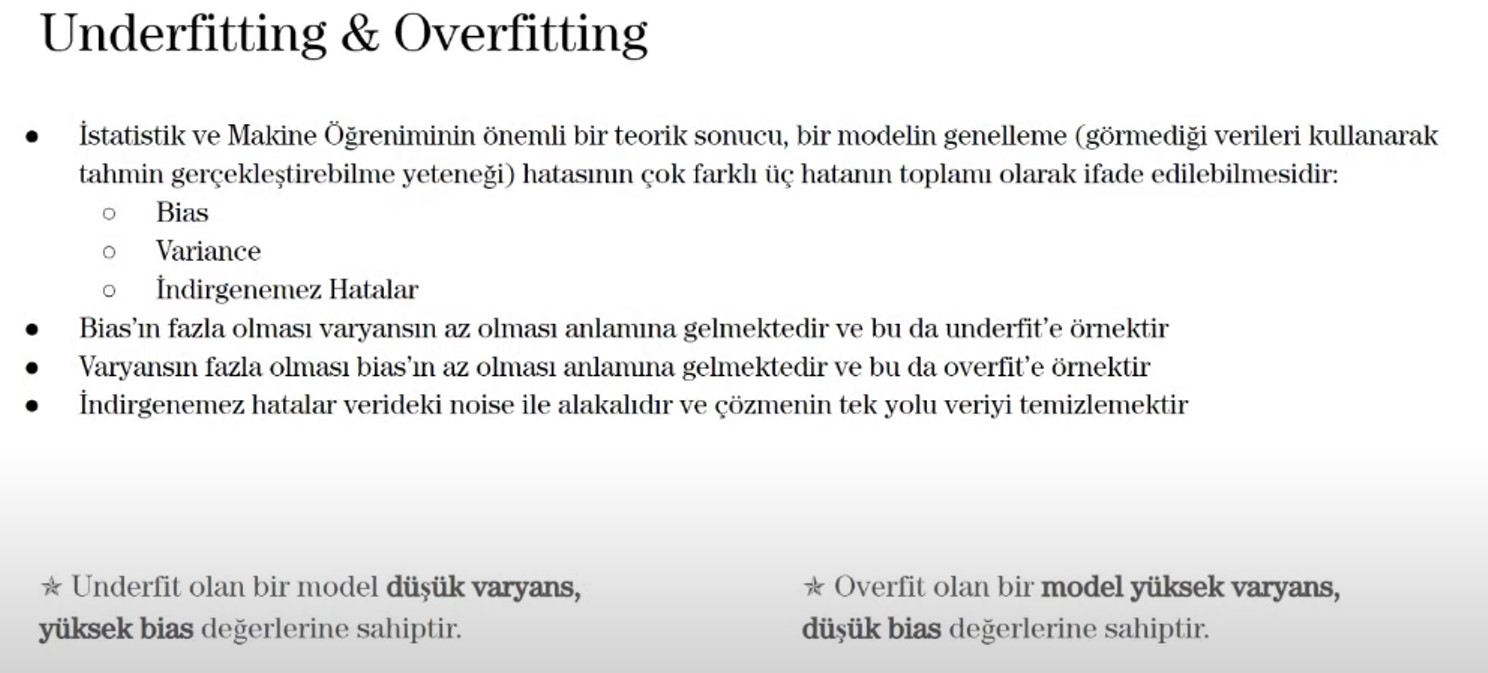 Underfitting & Overfitting
● İstatistik ve Makine Öğreniminin önemli bir teorik sonucu, bir modelin genelleme (görmediği verileri kullanarak
tahmin gerçekleştirebilme yeteneği) hatasının çok farklı üç hatanın toplamı olarak ifade edilebilmesidir:
○ Bias
○ Variance
○ İndirgenemez Hatalar
● Bias'ın fazla olması varyansın az olması anlamına gelmektedir ve bu da underfit'e örnektir
● Varyansın fazla olması bias'ın az olması anlamına gelmektedir ve bu da overfit'e örnektir
● İndirgenemez hatalar verideki noise ile alakalıdır ve çözmenin tek yolu veriyi temizlemektir
✯ Underfit olan bir model düşük varyans,
yüksek bias değerlerine sahiptir.
✯ Overfit olan bir model yüksek varyans,
düşük bias değerlerine sahiptir.